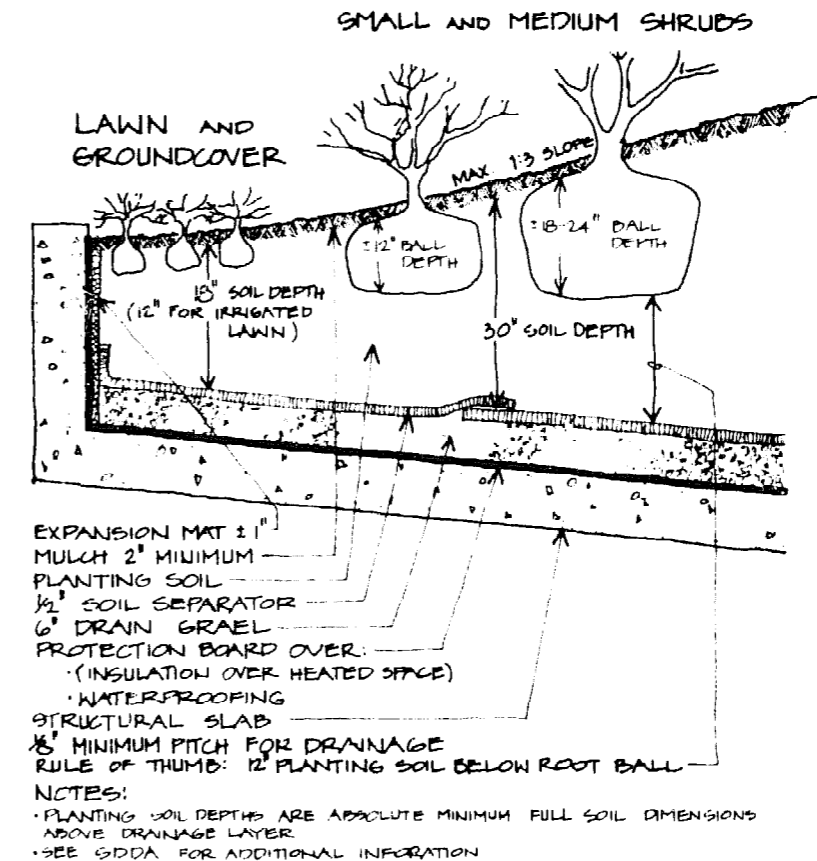 SMALL AND MEDIUM SHRUBS
LAWN AND
GROUNDCOVER
MAX. 1:3 SLOPE
±12" BALL
DEPTH
±18-24" BALL
DEPTH
18" SOIL DEPTH
(12" FOR IRRIGATED
LAWN)
30" SOIL DEPTH
EXPANSION MAT ±1"
MULCH 2" MINIMUM
PLANTING SOIL
1/2" SOIL SEPARATOR
6" DRAIN GRAEL
PROTECTION BOARD OVER:
·(INSULATION OVER HEATED SPACE)
·WATERPROOFING
STRUCTURAL SLAB
1/8" MINIMUM PITCH FOR DRAINAGE
RULE OF THUMB: 12" PLANTING SOIL BELOW ROOT BALL
NOTES:
·PLANTING SOIL DEPTHS ARE ABSOLUTE MINIMUM FULL SOIL DIMENSIONS
ABOVE DRAINAGE LAYER
·SEE SDDA FOR ADDITIONAL INFORATION